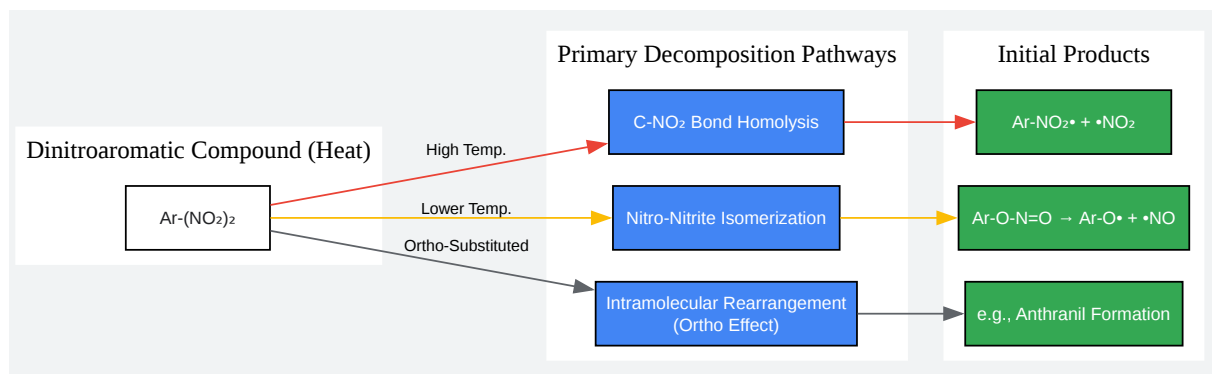 Primary Decomposition Pathways
Initial Products
Dinitroaromatic Compound (Heat)
Ar-(NO₂)₂
High Temp.
Lower Temp.
Ortho-Substituted
C-NO₂ Bond Homolysis
Ar-NO₂• + •NO₂
Nitro-Nitrite Isomerization
Ar-O-N=O → Ar-O• + •NO
Intramolecular Rearrangement
(Ortho Effect)
e.g., Anthranil Formation